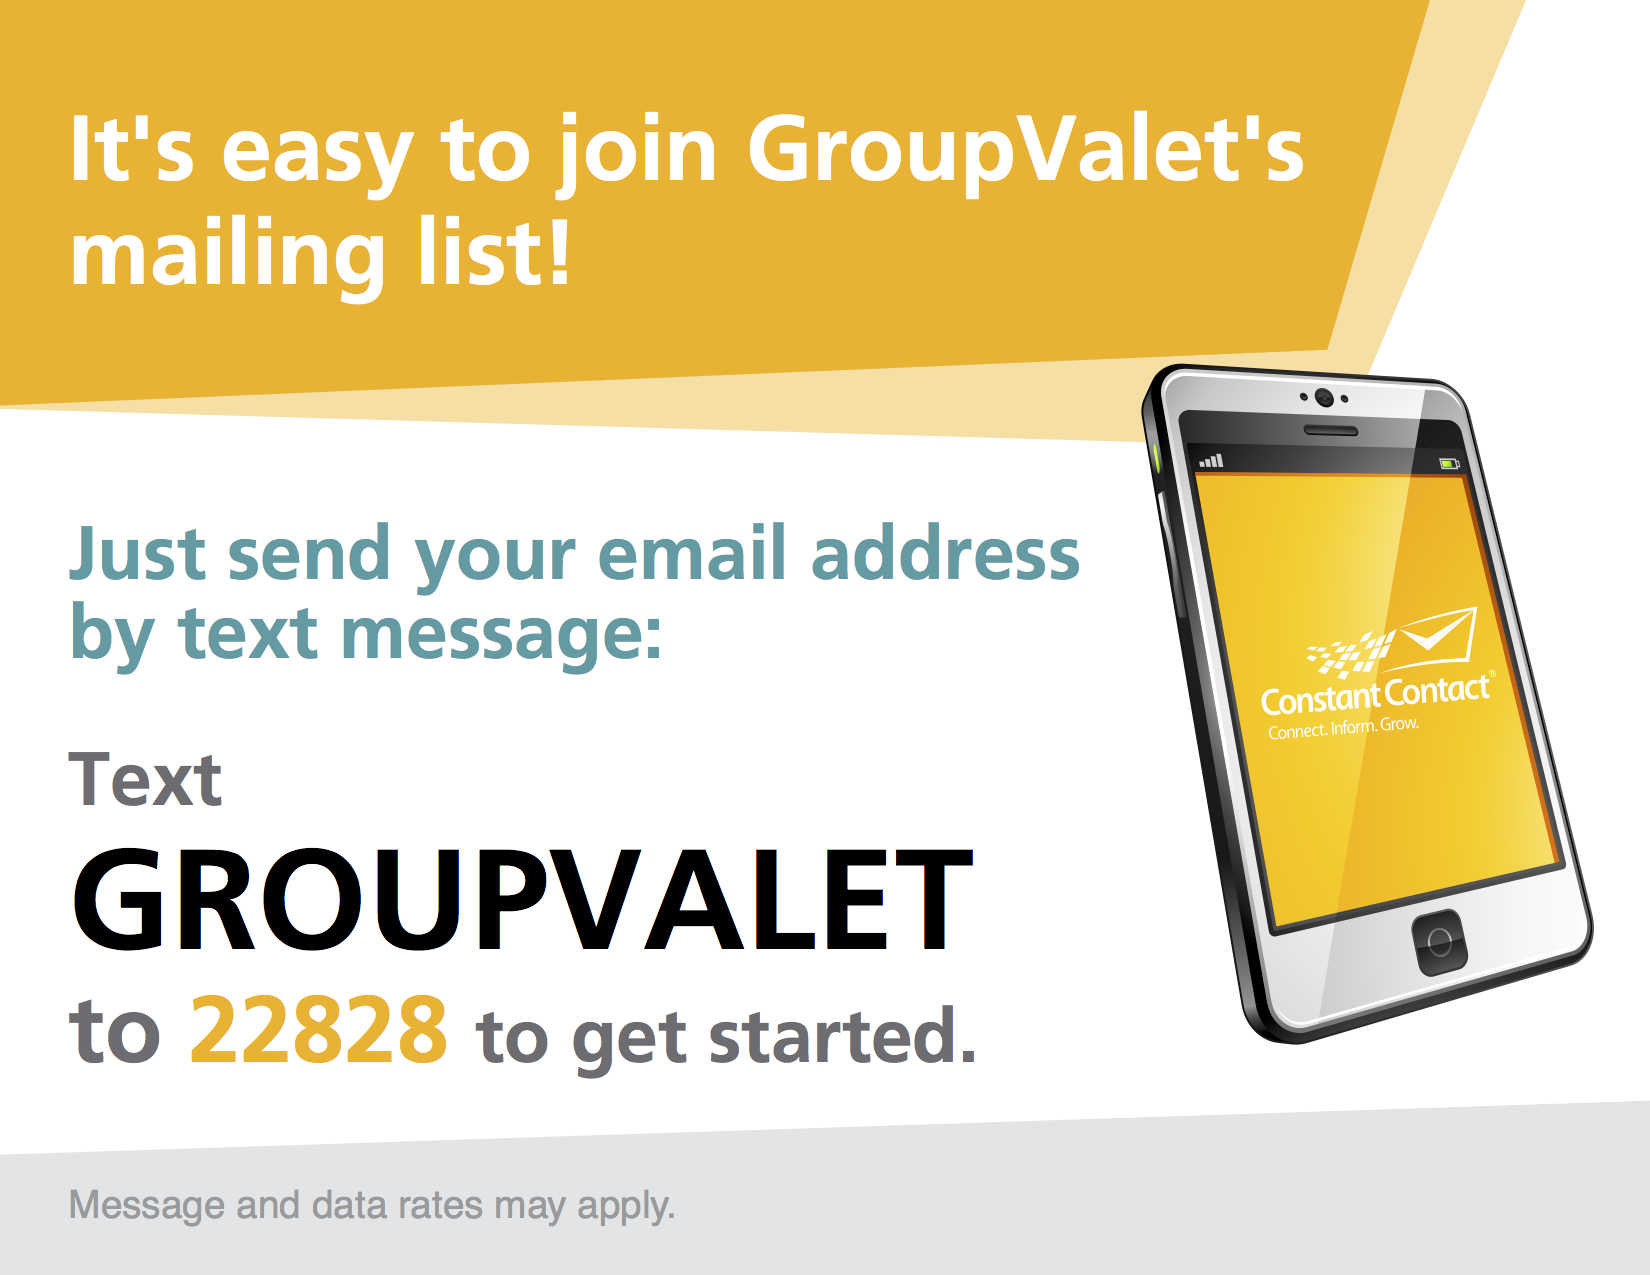 It's easy to join GroupValet's
mailing list!
Just send your email address
by text message:
Text
GROUPVALET
to 22828 to get started.
Constant Contact®
Connect. Inform. Grow.
Message and data rates may apply.